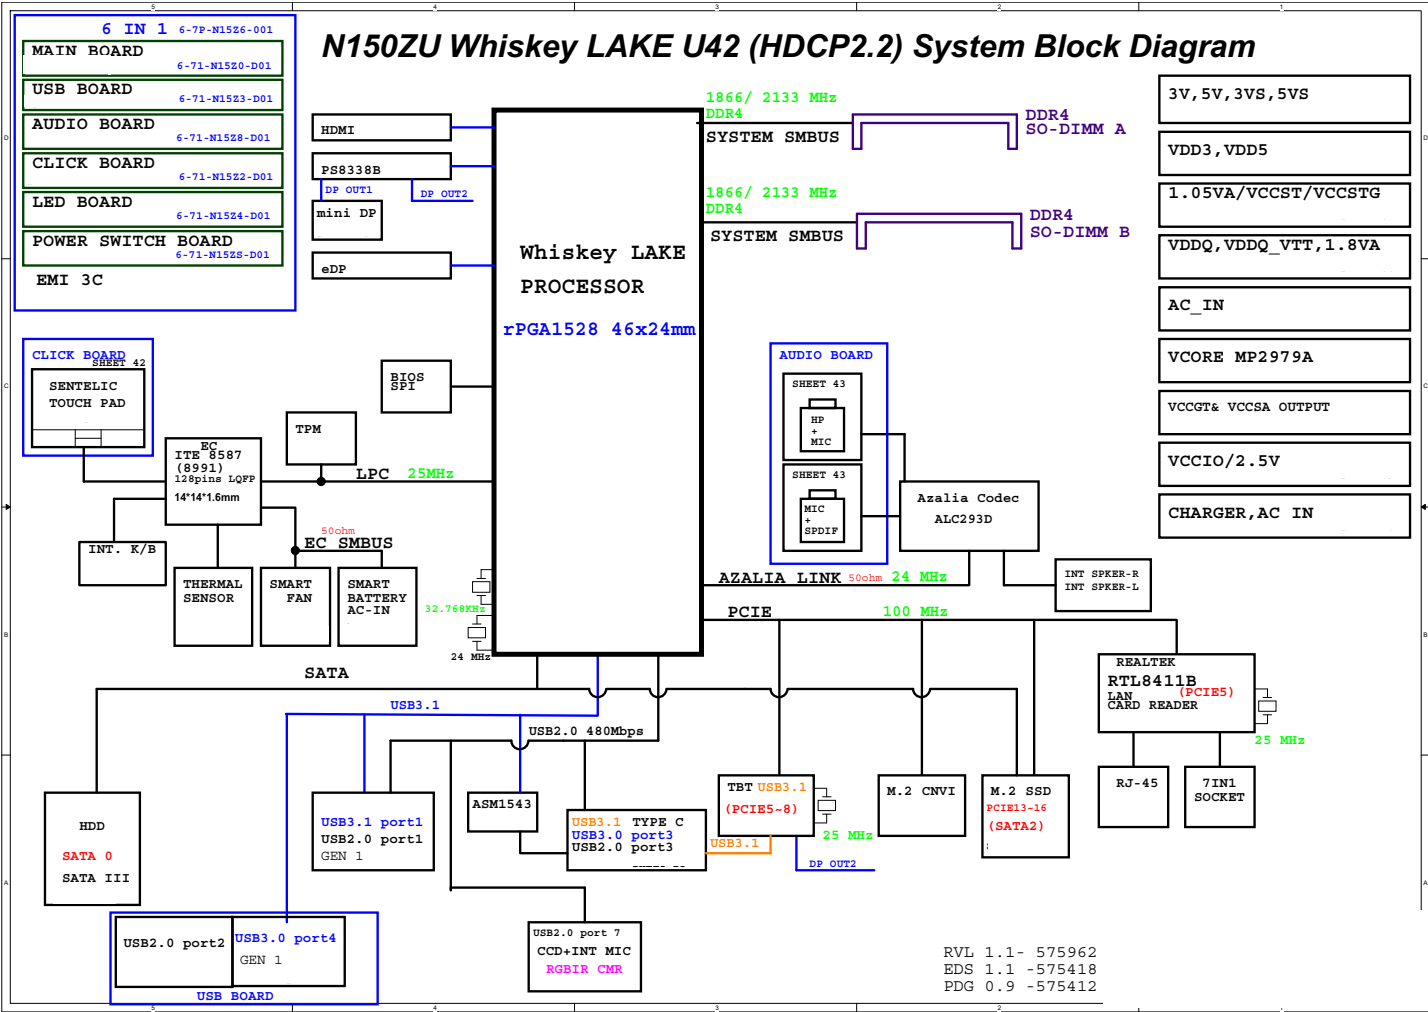 N150ZU Whiskey LAKE U42 (HDCP2.2) System Block Diagram
6 IN 1 6-7P-N15Z6-001
MAIN BOARD
6-71-N15Z0-D01
USB BOARD
6-71-N15Z3-D01
AUDIO BOARD
6-71-N15Z8-D01
CLICK BOARD
6-71-N15Z2-D01
LED BOARD
6-71-N15Z4-D01
POWER SWITCH BOARD
6-71-N15ZS-D01
EMI 3C
HDMI
PS8338B
DP OUT1
DP OUT2
mini DP
eDP
Whiskey LAKE
PROCESSOR
rPGA1528 46x24mm
1866/ 2133 MHz
DDR4
SYSTEM SMBUS
DDR4
SO-DIMM A
1866/ 2133 MHz
DDR4
SYSTEM SMBUS
DDR4
SO-DIMM B
3V,5V,3VS,5VS
VDD3,VDD5
1.05VA/VCCST/VCCSTG
VDDQ,VDDQ_VTT,1.8VA
AC_IN
VCORE MP2979A
VCCGT& VCCSA OUTPUT
VCCIO/2.5V
CHARGER,AC IN
CLICK BOARD
SHEET 42
SENTELIC
TOUCH PAD
BIOS
SPI
TPM
EC
ITE 8587
(8991)
128pins LQFP
14*14*1.6mm
LPC 25MHz
INT. K/B
50ohm
EC SMBUS
THERMAL
SENSOR
SMART
FAN
SMART
BATTERY
AC-IN
32.768KHz
24 MHz
AUDIO BOARD
SHEET 43
HP
+
MIC
SHEET 43
MIC
+
SPDIF
Azalia Codec
ALC293D
INT SPKER-R
INT SPKER-L
AZALIA LINK 50ohm 24 MHz
PCIE 100 MHz
REALTEK
RTL8411B
LAN (PCIE5)
CARD READER
25 MHz
RJ-45
7IN1
SOCKET
SATA
USB3.1
USB2.0 480Mbps
HDD
SATA 0
SATA III
USB3.1 port1
USB2.0 port1
GEN 1
ASM1543
USB3.1 TYPE C
USB3.0 port3
USB2.0 port3
USB3.1
TBT USB3.1
(PCIE5~8)
25 MHz
DP OUT2
M.2 CNVI
M.2 SSD
PCIE13-16
(SATA2)
USB2.0 port2
USB3.0 port4
GEN 1
USB BOARD
USB2.0 port 7
CCD+INT MIC
RGBIR CMR
RVL 1.1- 575962
EDS 1.1 -575418
PDG 0.9 -575412